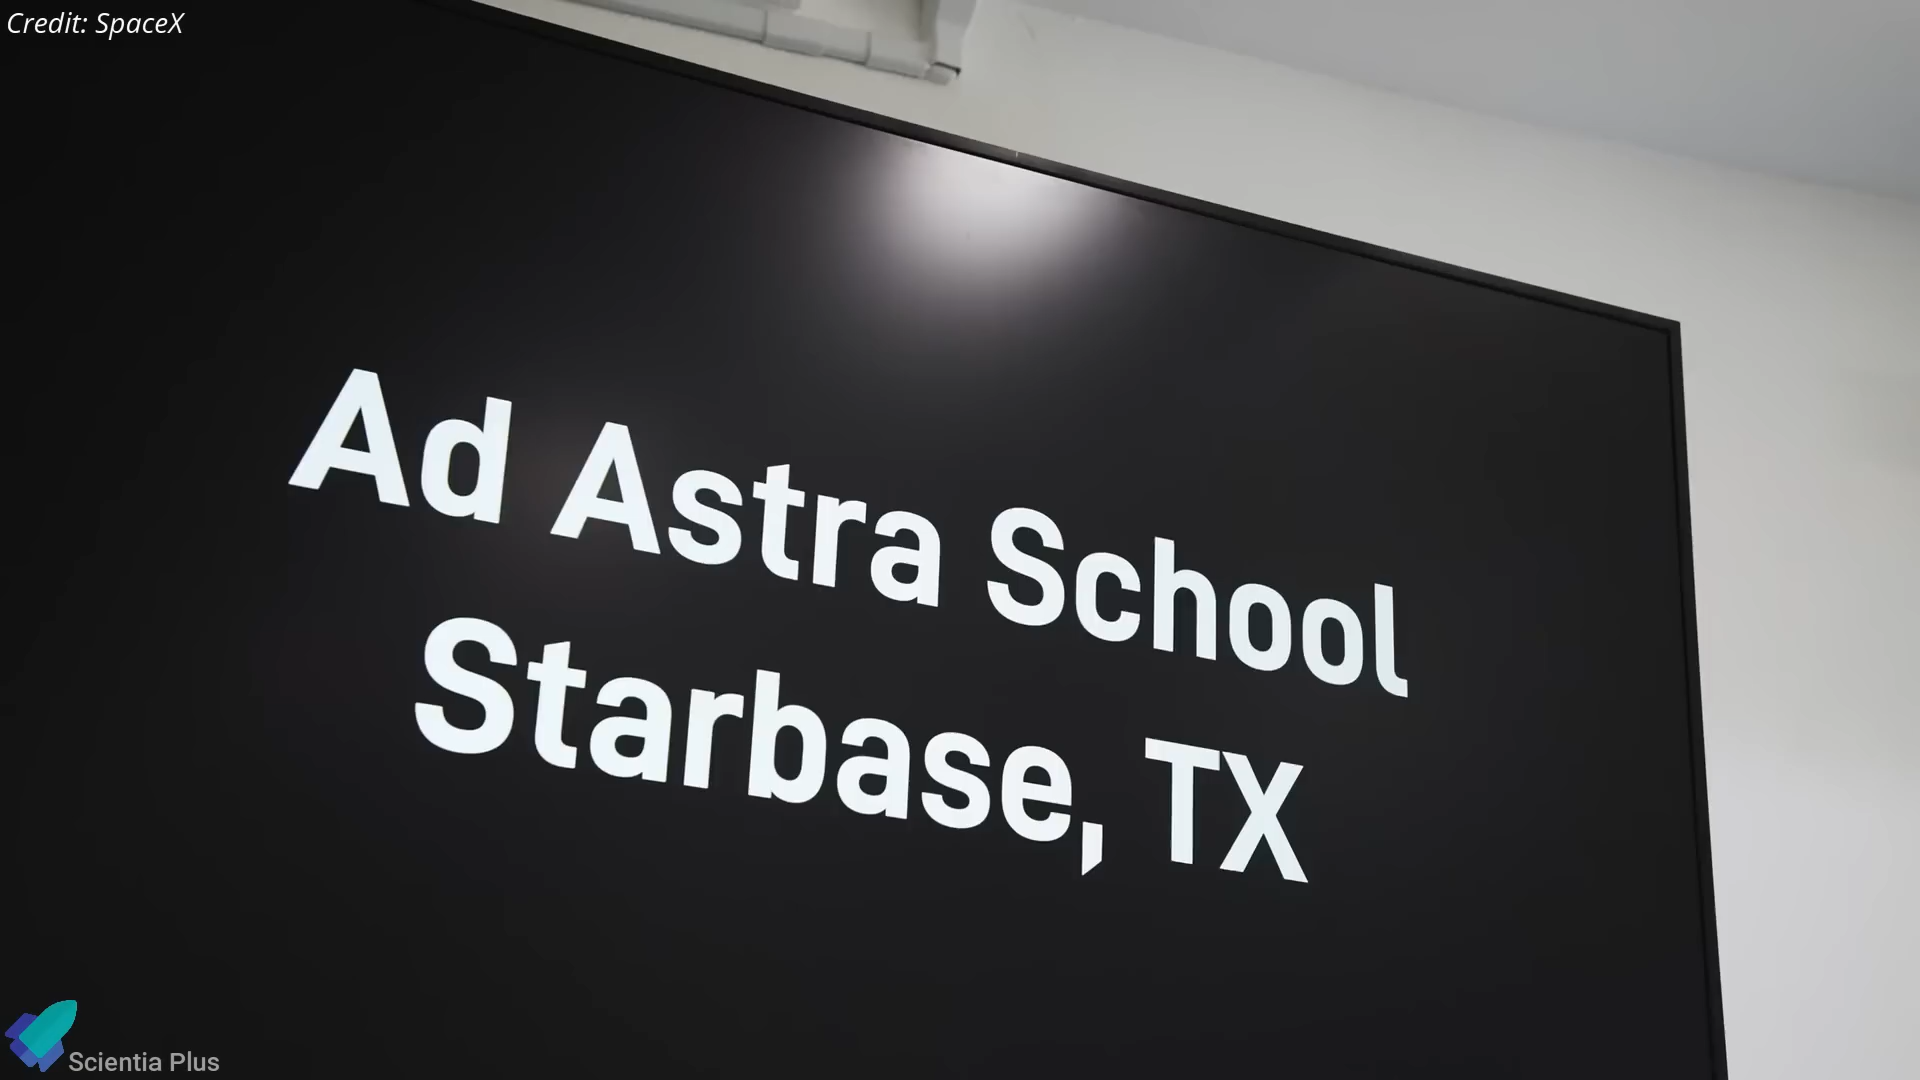 Credit: SpaceX
Ad Astra School
Starbase, TX
Scientia Plus